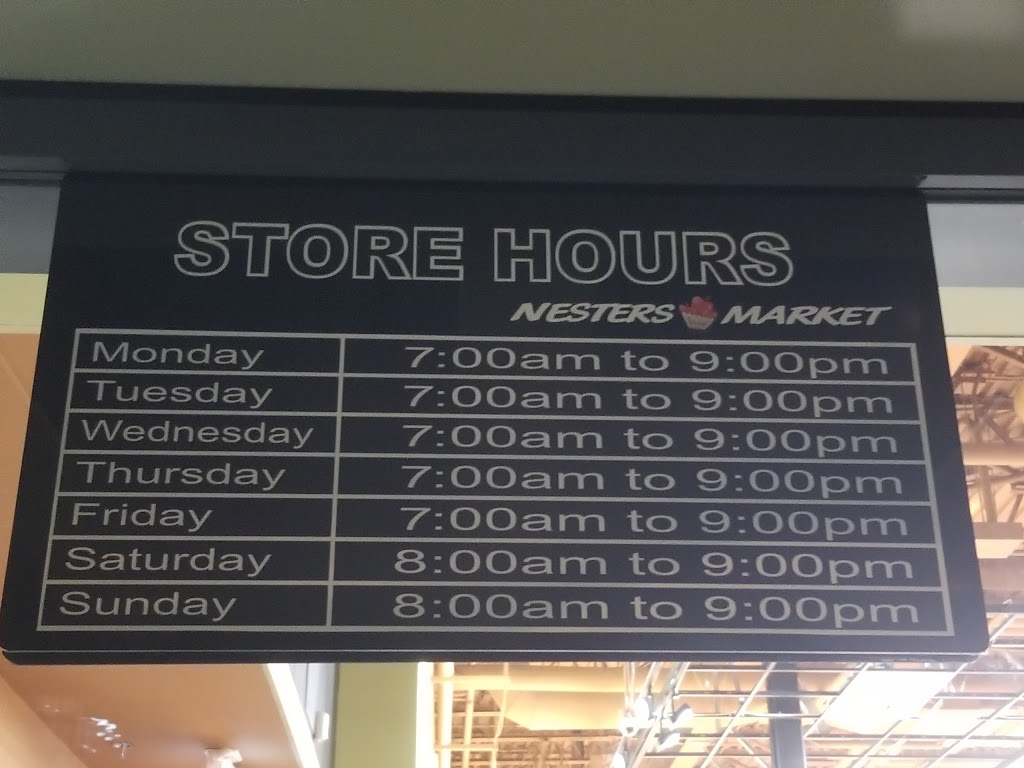 STORE HOURS
NESTERS MARKET
Monday 7:00am to 9:00pm
Tuesday 7:00am to 9:00pm
Wednesday 7:00am to 9:00pm
Thursday 7:00am to 9:00pm
Friday 7:00am to 9:00pm
Saturday 8:00am to 9:00pm
Sunday 8:00am to 9:00pm